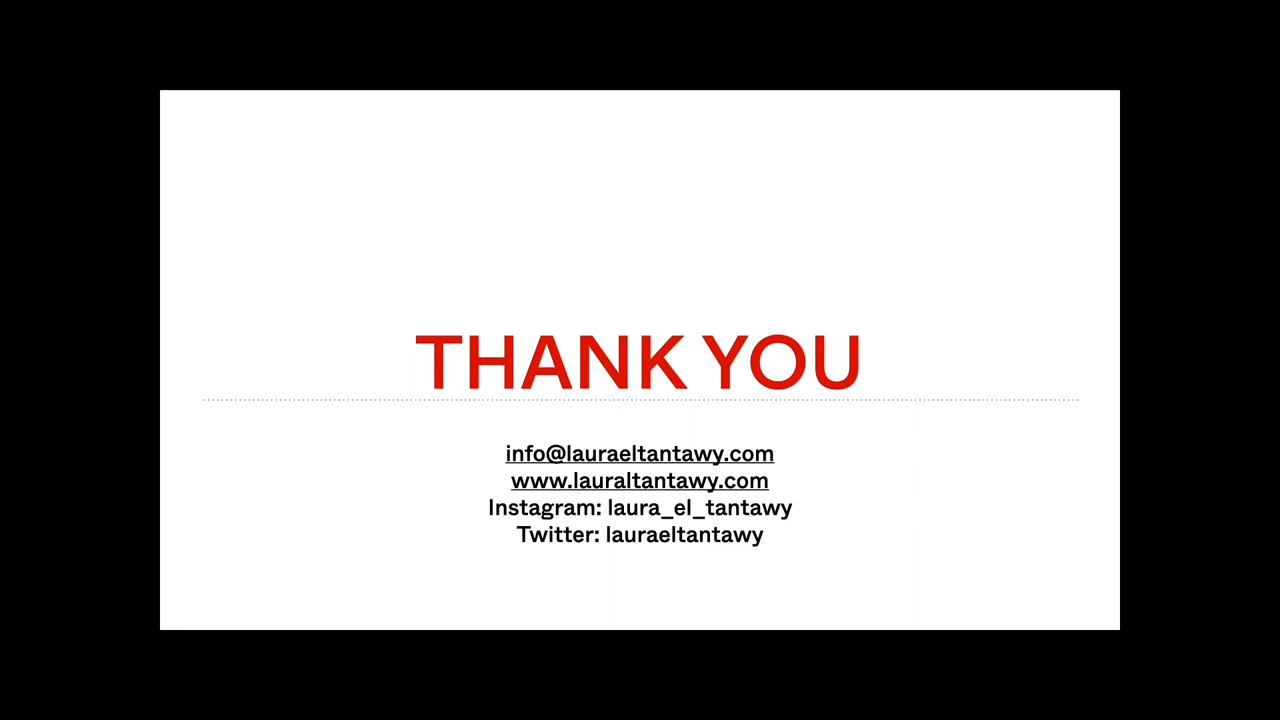 THANK YOU
info@lauraeltantawy.com
www.lauraltantawy.com
Instagram: laura_el_tantawy
Twitter: lauraeltantawy